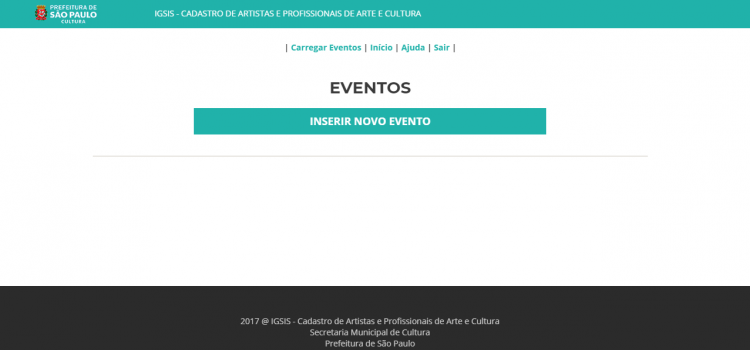 PREFEITURA DE
SÃO PAULO
CULTURA
IGSIS - CADASTRO DE ARTISTAS E PROFISSIONAIS DE ARTE E CULTURA
| Carregar Eventos | Início | Ajuda | Sair |
EVENTOS
INSERIR NOVO EVENTO
2017 @ IGSIS - Cadastro de Artistas e Profissionais de Arte e Cultura
Secretaria Municipal de Cultura
Prefeitura de São Paulo